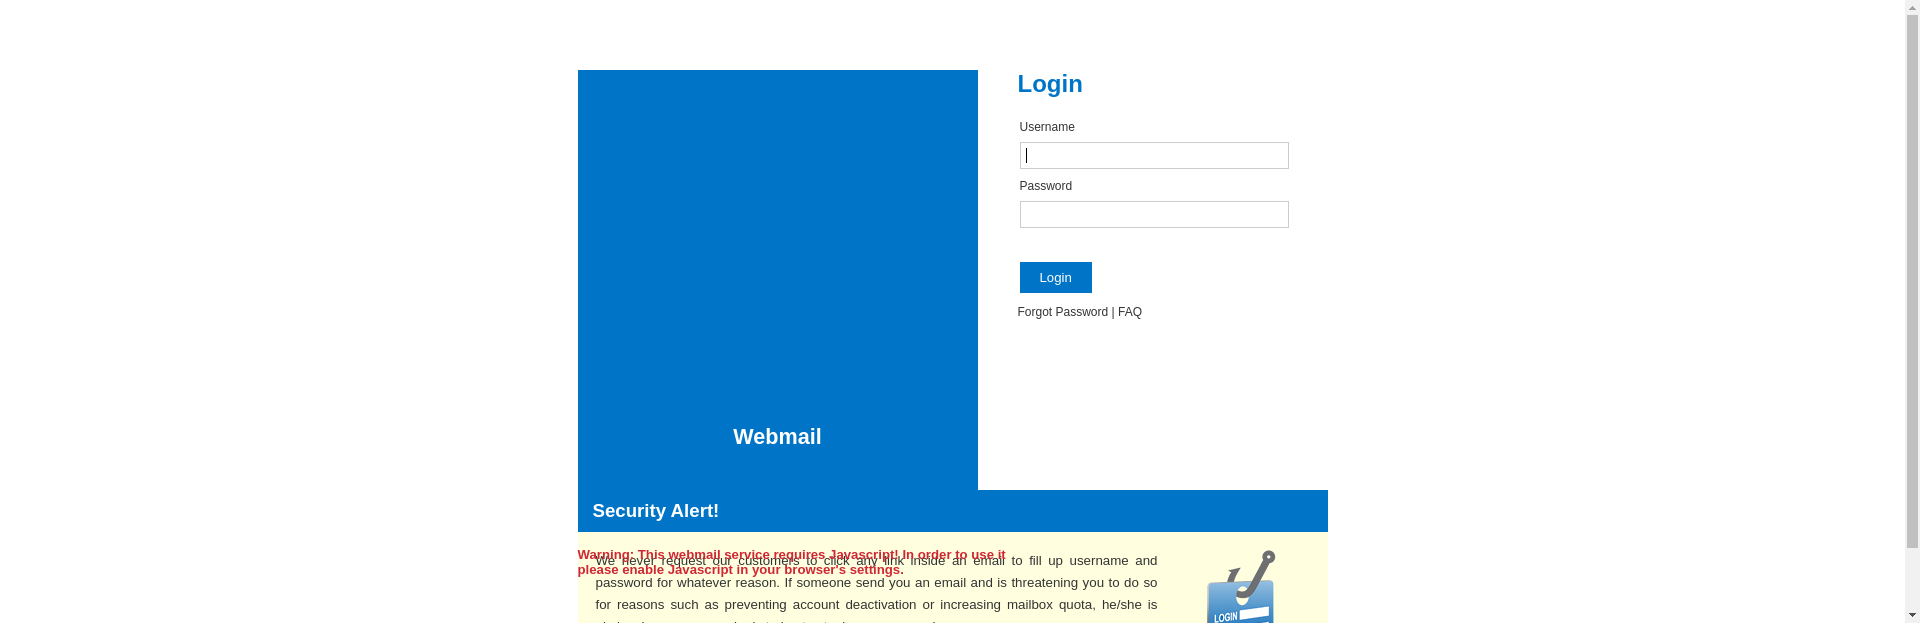 Login
Username
Password
Login
Forgot Password | FAQ
Webmail
Security Alert!
Warning: This webmail service requires Javascript! In order to use it
please enable Javascript in your browser's settings.
We never request our customers to click any link inside an email to fill up username and
password for whatever reason. If someone send you an email and is threatening you to do so
for reasons such as preventing account deactivation or increasing mailbox quota, he/she is
LOGIN